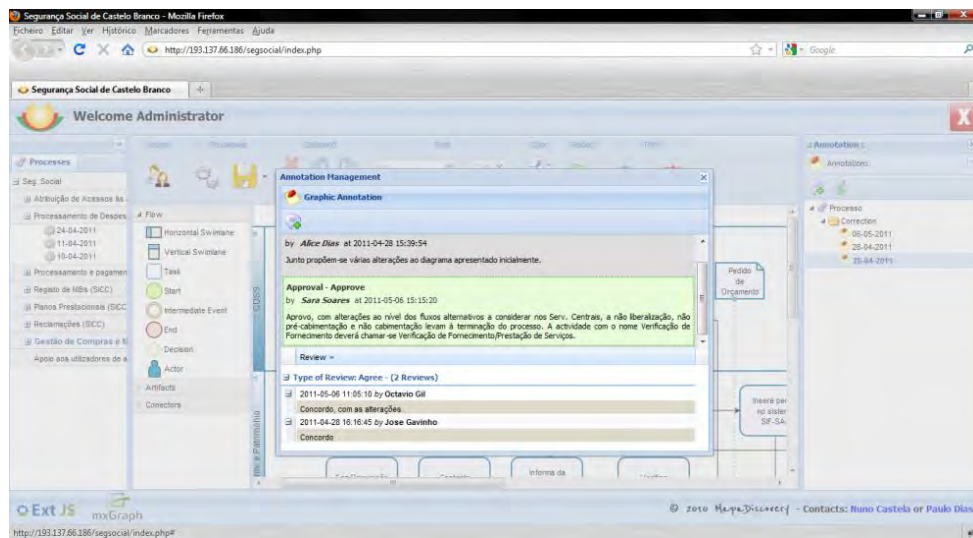 Segurança Social de Castelo Branco - Mozilla Firefox
Ficheiro Editar Ver Histórico Marcadores Ferramentas Ajuda
http://193.137.66.186/segsocial/index.php
Google
Segurança Social de Castelo Branco
Welcome Administrator
X
Processes
Annotations
Annotation Management
Graphic Annotation
Seg. Social
Atribuição de Acessos às
Processamento de Despes
24-04-2011
11-04-2011
10-04-2011
Processamento e pagamen
Registo de NIBs (SICC)
Planos Prestacionais (SICC
Reclamações (SICC)
Gestão de Compras e
Apoio aos utilizadores de a
Flow
Horizontal Swimlane
Vertical Swimlane
Task
Start
Intermediate Event
End
Decision
Actor
Artifacts
Connectors
by Alice Dias at 2011-04-28 15:39:54
Junto propõem-se várias alterações ao diagrama apresentado inicialmente.
Approval - Approve
by Sara Soares at 2011-05-06 15:15:20
Aprovo, com alterações ao nível dos fluxos alternativos a considerar nos Serv. Centrais, a não liberalização, não
pré-cabimentação e não cabimentação levam à terminação do processo. A actividade com o nome Verificação de
Fornecimento deverá chamar-se Verificação de Fornecimento/Prestação de Serviços.
Review
Type of Review: Agree - (2 Reviews)
2011-05-06 11:05:10 by Octavio Gil
Concordo, com as alterações
2011-04-28 16:16:45 by Jose Gavinho
Concordo
Pedido
de
Orçamento
Insere
no
Informa da
Processo
Correction
06-05-2011
28-04-2011
Ext JS
mxGraph
© 2010 MapaDiscovery - Contacts: Nuno Castela or Paulo Dias
http://193.137.66.186/segsocial/index.php#